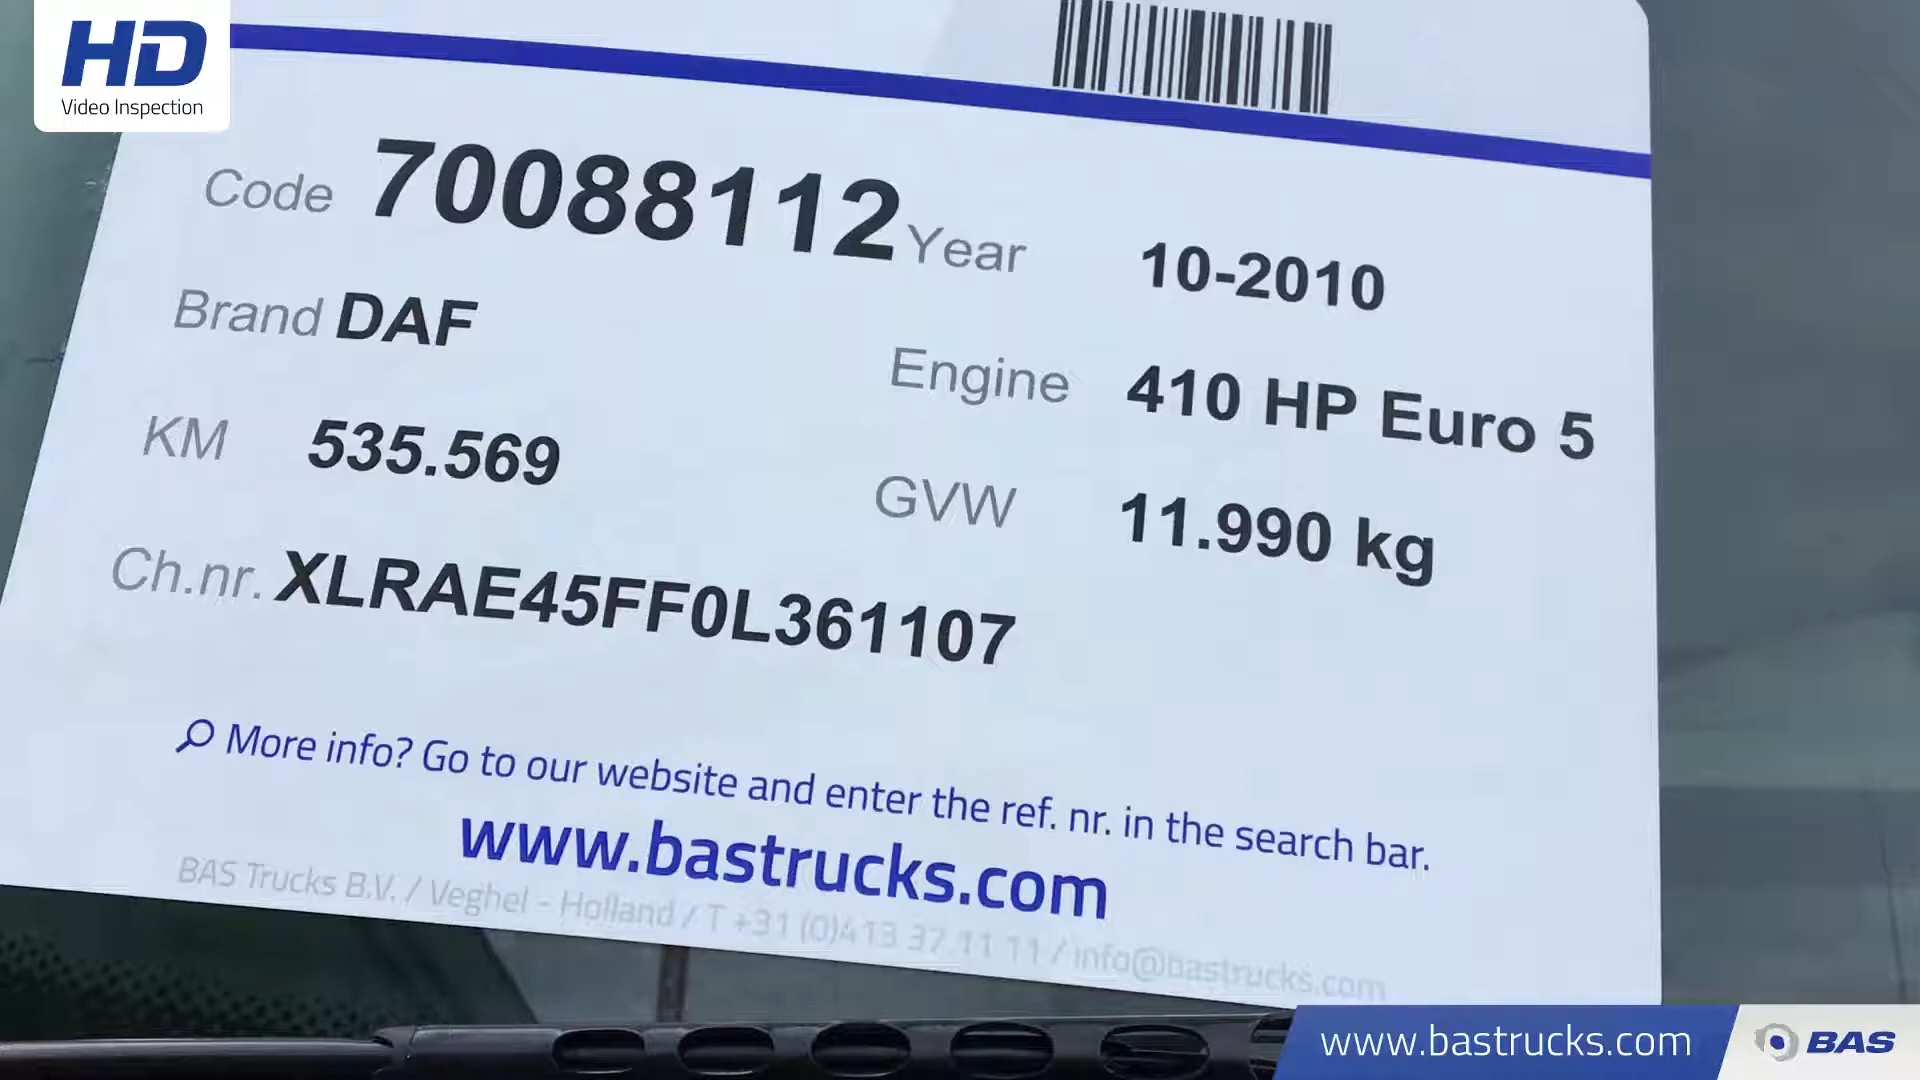 HD
Video Inspection
Code 70088112 Year 10-2010
Brand DAF
Engine 410 HP Euro 5
KM 535.569
GVW 11.990 kg
Ch.nr. XLRAE45FF0L361107
More info? Go to our website and enter the ref. nr. in the search bar.
www.bastrucks.com
BAS Trucks B.V. / Veghel - Holland / T +31 (0)413 37 11 11 / info@bastrucks.com
www.bastrucks.com
BAS